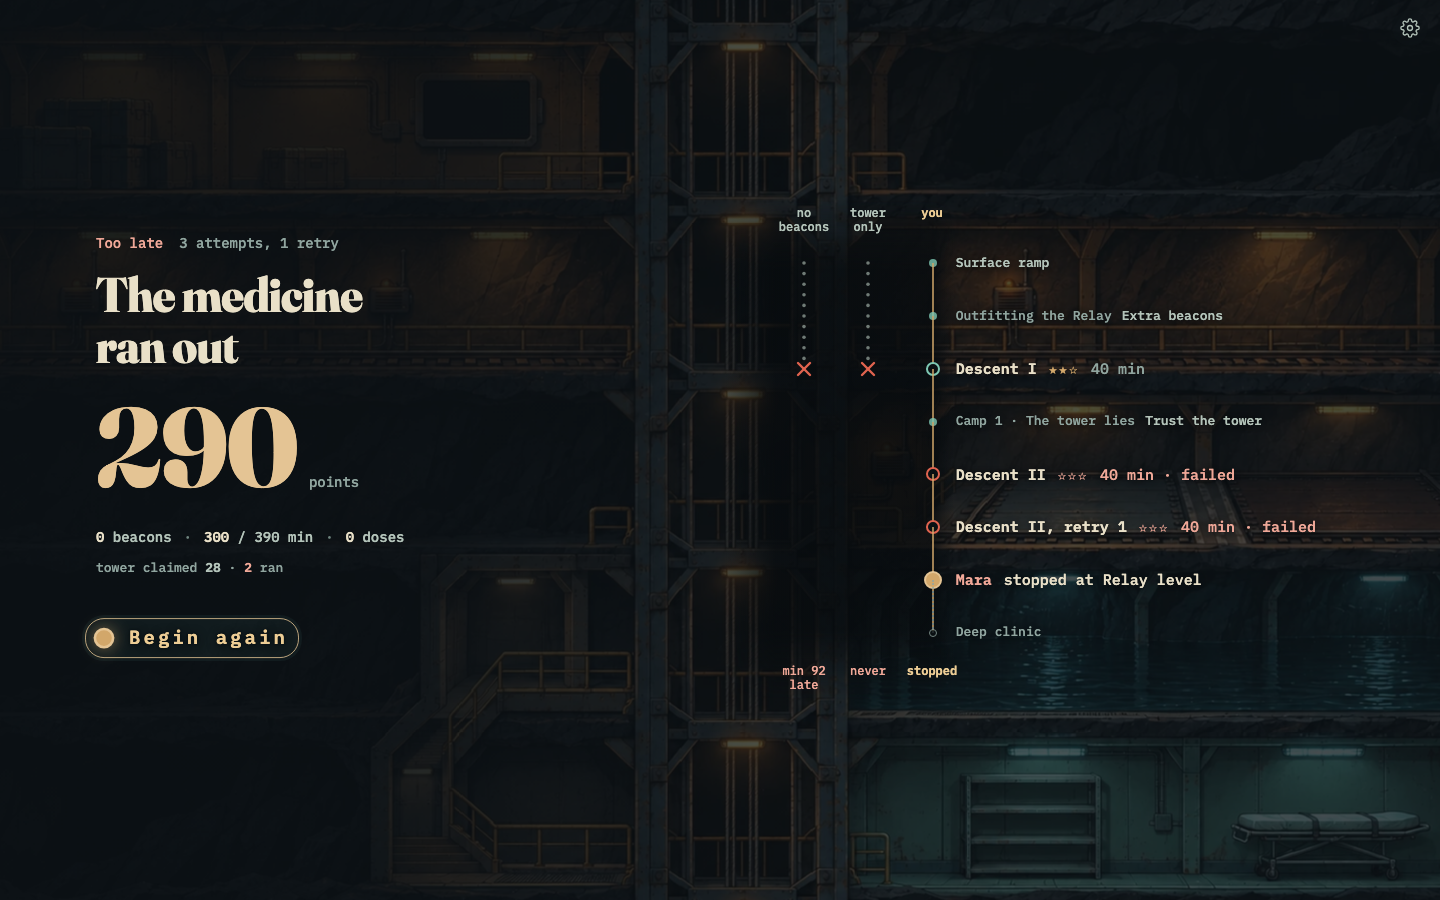 Too late 3 attempts, 1 retry
The medicine
ran out
290 points
0 beacons · 300 / 390 min · 0 doses
tower claimed 28 · 2 ran
Begin again
no beacons
tower only
you
Surface ramp
Outfitting the Relay Extra beacons
Descent I ★★☆ 40 min
Camp 1 · The tower lies Trust the tower
Descent II ☆☆☆ 40 min · failed
Descent II, retry 1 ☆☆☆ 40 min · failed
Mara stopped at Relay level
Deep clinic
min 92 late
never
stopped